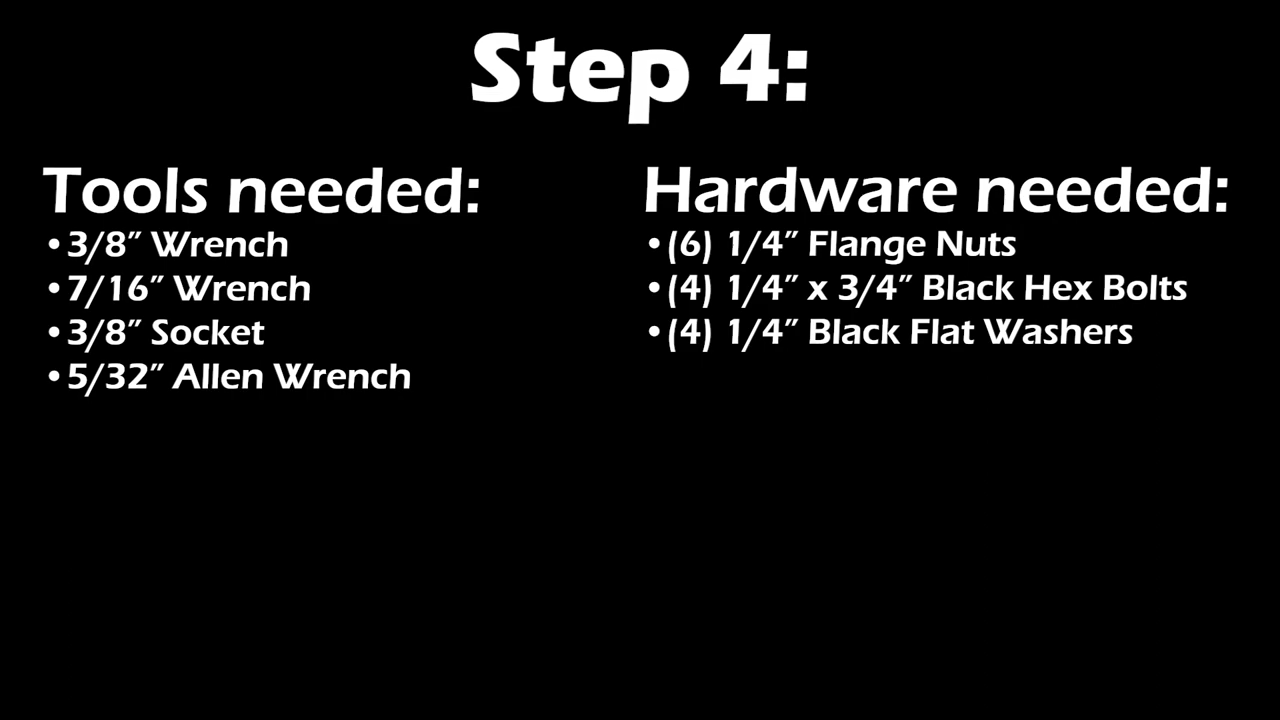 Step 4:
Tools needed:
•3/8” Wrench
•7/16” Wrench
•3/8” Socket
•5/32” Allen Wrench
Hardware needed:
•(6) 1/4” Flange Nuts
•(4) 1/4” x 3/4” Black Hex Bolts
•(4) 1/4” Black Flat Washers